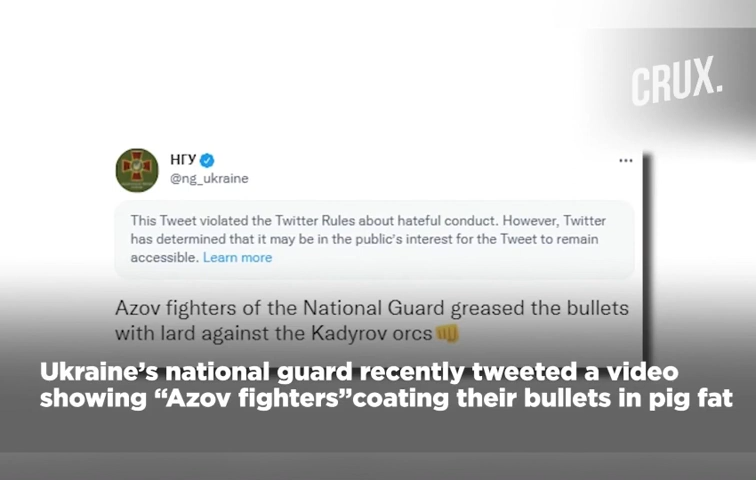 CRUX.
НГУ
@ng_ukraine
This Tweet violated the Twitter Rules about hateful conduct. However, Twitter
has determined that it may be in the public's interest for the Tweet to remain
accessible. Learn more
Azov fighters of the National Guard greased the bullets
with lard against the Kadyrov orcs👊
Ukraine’s national guard recently tweeted a video
showing “Azov fighters”coating their bullets in pig fat